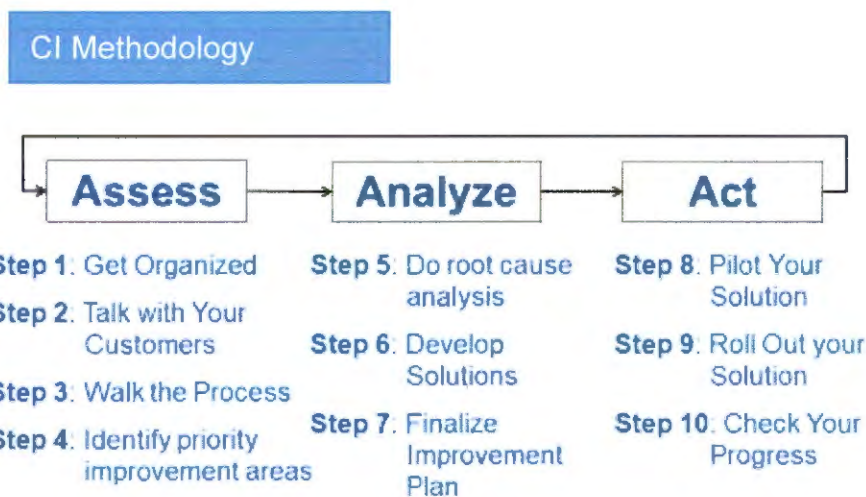 CI Methodology
Assess
Analyze
Act
Step 1: Get Organized
Step 2: Talk with Your
Customers
Step 3: Walk the Process
Step 4: Identify priority
improvement areas
Step 5: Do root cause
analysis
Step 6: Develop
Solutions
Step 7: Finalize
Improvement
Plan
Step 8: Pilot Your
Solution
Step 9: Roll Out your
Solution
Step 10: Check Your
Progress